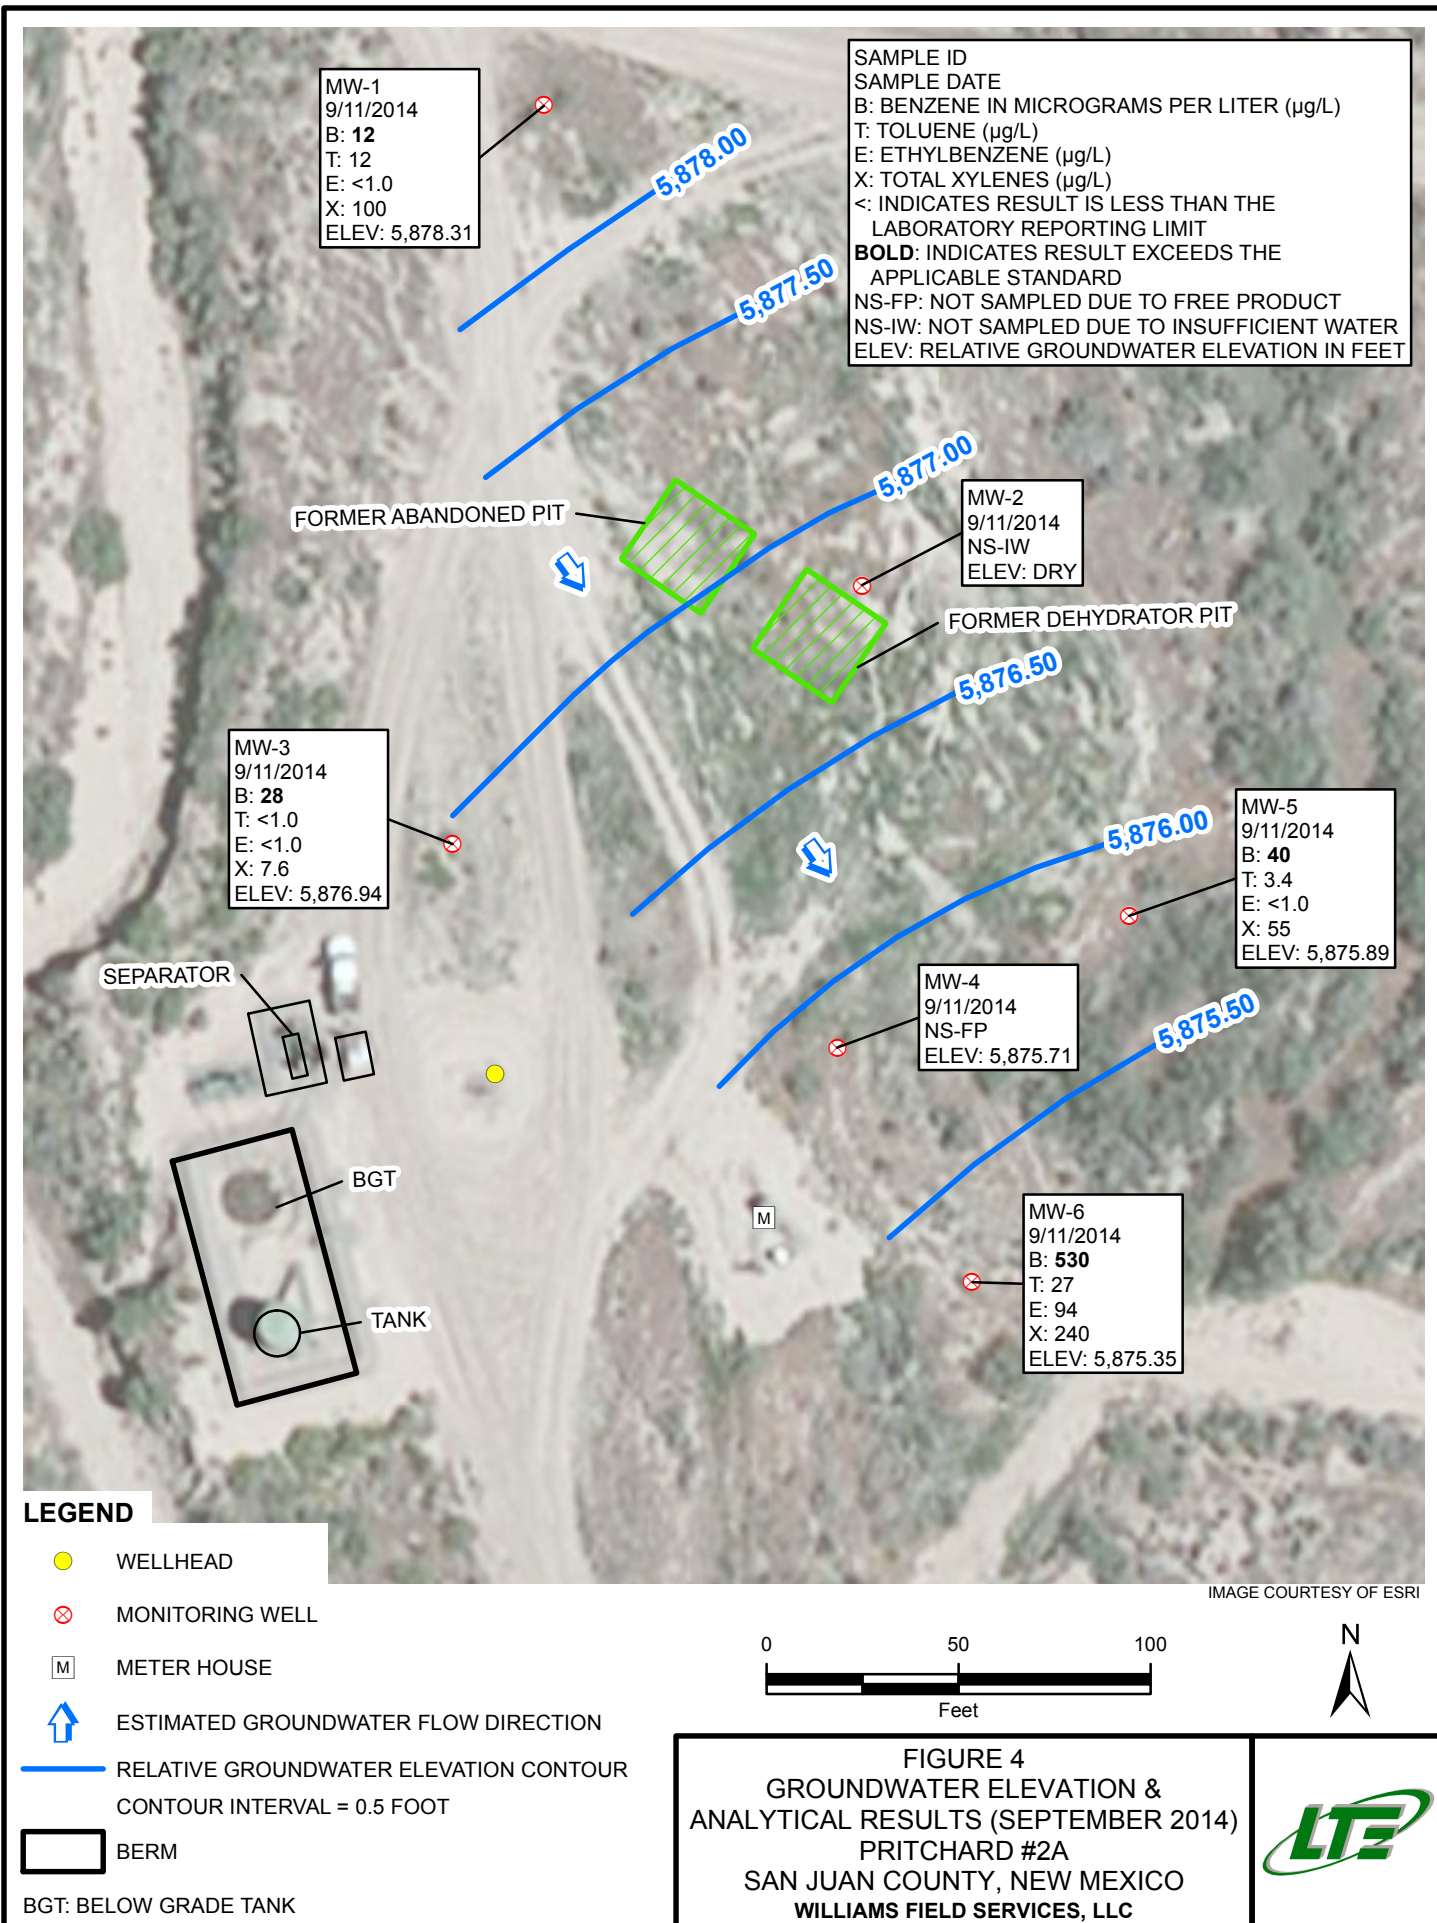 MW-1
9/11/2014
B: 12
T: 12
E: <1.0
X: 100
ELEV: 5,878.31
SAMPLE ID
SAMPLE DATE
B: BENZENE IN MICROGRAMS PER LITER (µg/L)
T: TOLUENE (µg/L)
E: ETHYLBENZENE (µg/L)
X: TOTAL XYLENES (µg/L)
<: INDICATES RESULT IS LESS THAN THE
LABORATORY REPORTING LIMIT
BOLD: INDICATES RESULT EXCEEDS THE
APPLICABLE STANDARD
NS-FP: NOT SAMPLED DUE TO FREE PRODUCT
NS-IW: NOT SAMPLED DUE TO INSUFFICIENT WATER
ELEV: RELATIVE GROUNDWATER ELEVATION IN FEET
5,878.00
5,877.50
5,877.00
FORMER ABANDONED PIT
MW-2
9/11/2014
NS-IW
ELEV: DRY
FORMER DEHYDRATOR PIT
5,876.50
MW-3
9/11/2014
B: 28
T: <1.0
E: <1.0
X: 7.6
ELEV: 5,876.94
5,876.00
MW-5
9/11/2014
B: 40
T: 3.4
E: <1.0
X: 55
ELEV: 5,875.89
SEPARATOR
MW-4
9/11/2014
NS-FP
ELEV: 5,875.71
5,875.50
BGT
M
MW-6
9/11/2014
B: 530
T: 27
E: 94
X: 240
ELEV: 5,875.35
TANK
LEGEND
WELLHEAD
MONITORING WELL
M METER HOUSE
ESTIMATED GROUNDWATER FLOW DIRECTION
RELATIVE GROUNDWATER ELEVATION CONTOUR
CONTOUR INTERVAL = 0.5 FOOT
BERM
BGT: BELOW GRADE TANK
IMAGE COURTESY OF ESRI
0 50 100
Feet
N
FIGURE 4
GROUNDWATER ELEVATION &
ANALYTICAL RESULTS (SEPTEMBER 2014)
PRITCHARD #2A
SAN JUAN COUNTY, NEW MEXICO
WILLIAMS FIELD SERVICES, LLC
LTE